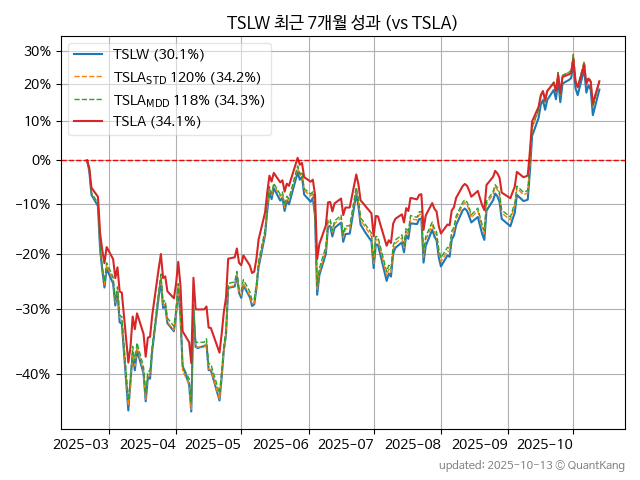 TSLW 최근 7개월 성과 (vs TSLA)
TSLW (30.1%)
TSLA_STD 120% (34.2%)
TSLA_MDD 118% (34.3%)
TSLA (34.1%)
30%
20%
10%
0%
−10%
−20%
−30%
−40%
2025-03 2025-04 2025-05 2025-06 2025-07 2025-08 2025-09 2025-10
updated: 2025-10-13 © QuantKang